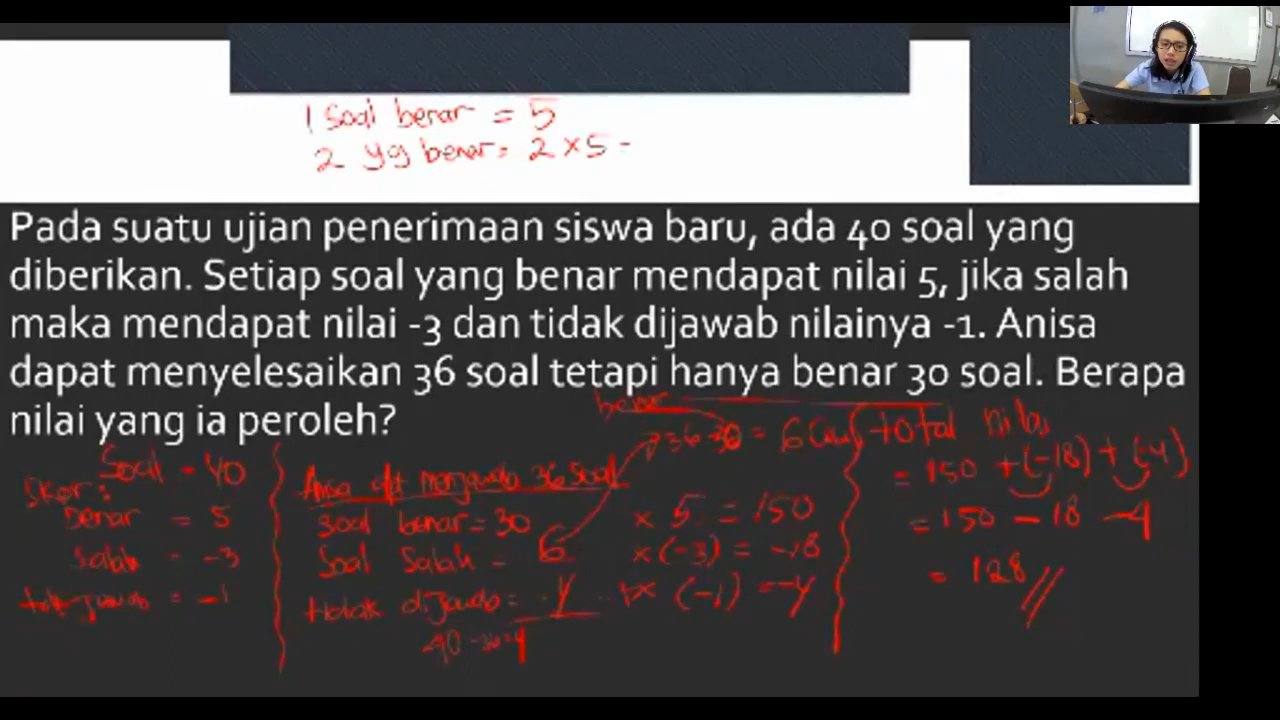 1 Soal benar = 5
2 yg benar = 2 x 5 =
Pada suatu ujian penerimaan siswa baru, ada 40 soal yang
diberikan. Setiap soal yang benar mendapat nilai 5, jika salah
maka mendapat nilai -3 dan tidak dijawab nilainya -1. Anisa
dapat menyelesaikan 36 soal tetapi hanya benar 30 soal. Berapa
nilai yang ia peroleh?
Soal = 40
Skor:
benar = 5
salah = -3
= -1
Anisa dpt menjawab 36 soal
soal benar = 30
Soal Salah = 6
tidak dijawab = 4
40 - 36 = 4
benar
36 - 30 = 6
x 5 = 150
x (-3) = -18
x (-1) = -4
total nilai
= 150 + (-18) + (-4)
= 150 - 18 - 4
= 128 //